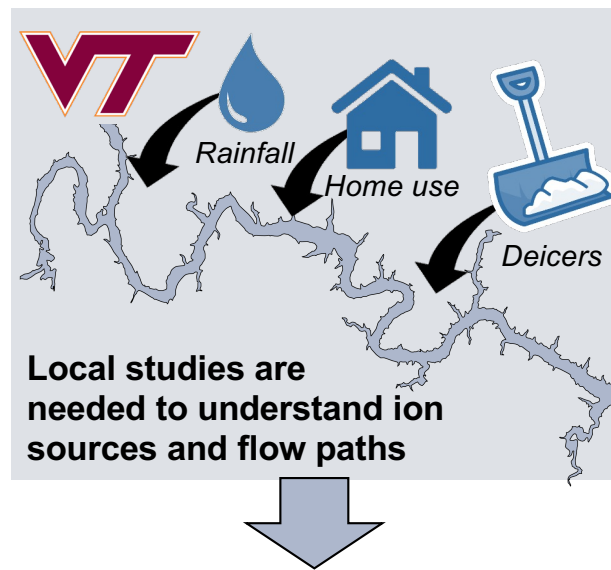 VT
Rainfall
Home use
Deicers
Local studies are
needed to understand ion
sources and flow paths